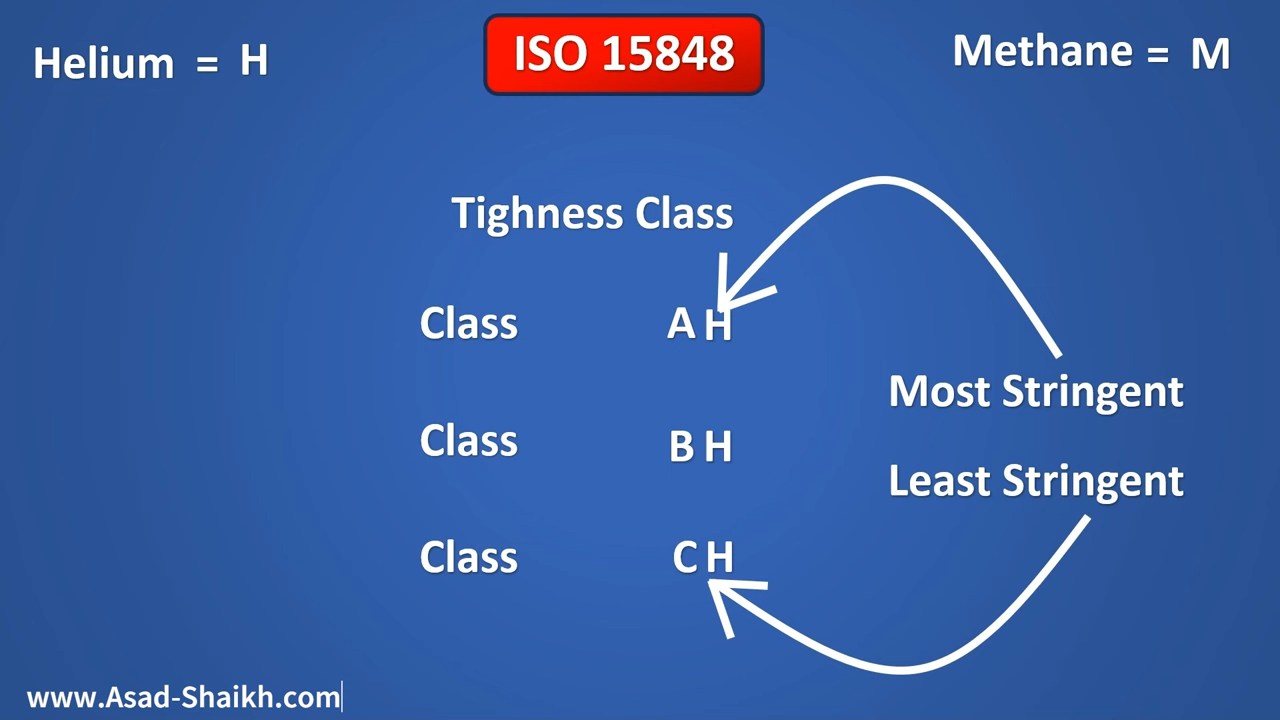 Helium = H
ISO 15848
Methane = M
Tighness Class
Class A H
Most Stringent
Class B H
Least Stringent
Class C H
www.Asad-Shaikh.com